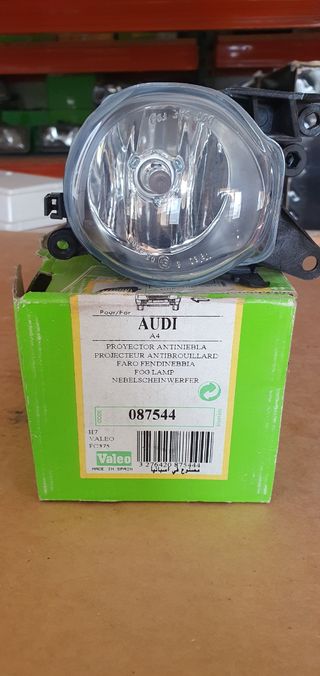 Pour/For
AUDI
A4
PROYECTOR ANTINIEBLA
PROJECTEUR ANTIBROUILLARD
FARO FENDINEBBIA
FOG LAMP
NEBELSCHEINWERFER
CODE
087544
H7
VALEO
Valeo
MADE IN SPAIN
3 276420 875444
مصنوع في اسبانيا